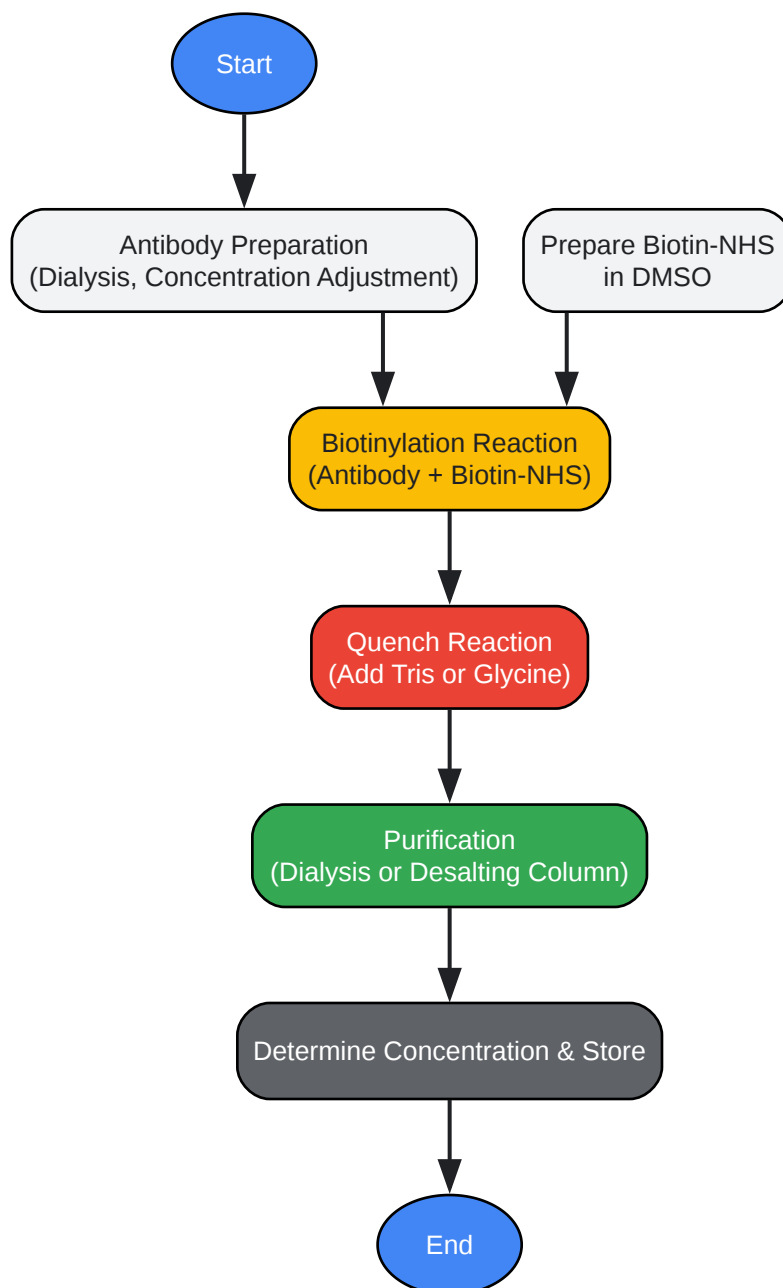 Start
Antibody Preparation
(Dialysis, Concentration Adjustment)
Prepare Biotin-NHS
in DMSO
Biotinylation Reaction
(Antibody + Biotin-NHS)
Quench Reaction
(Add Tris or Glycine)
Purification
(Dialysis or Desalting Column)
Determine Concentration & Store
End